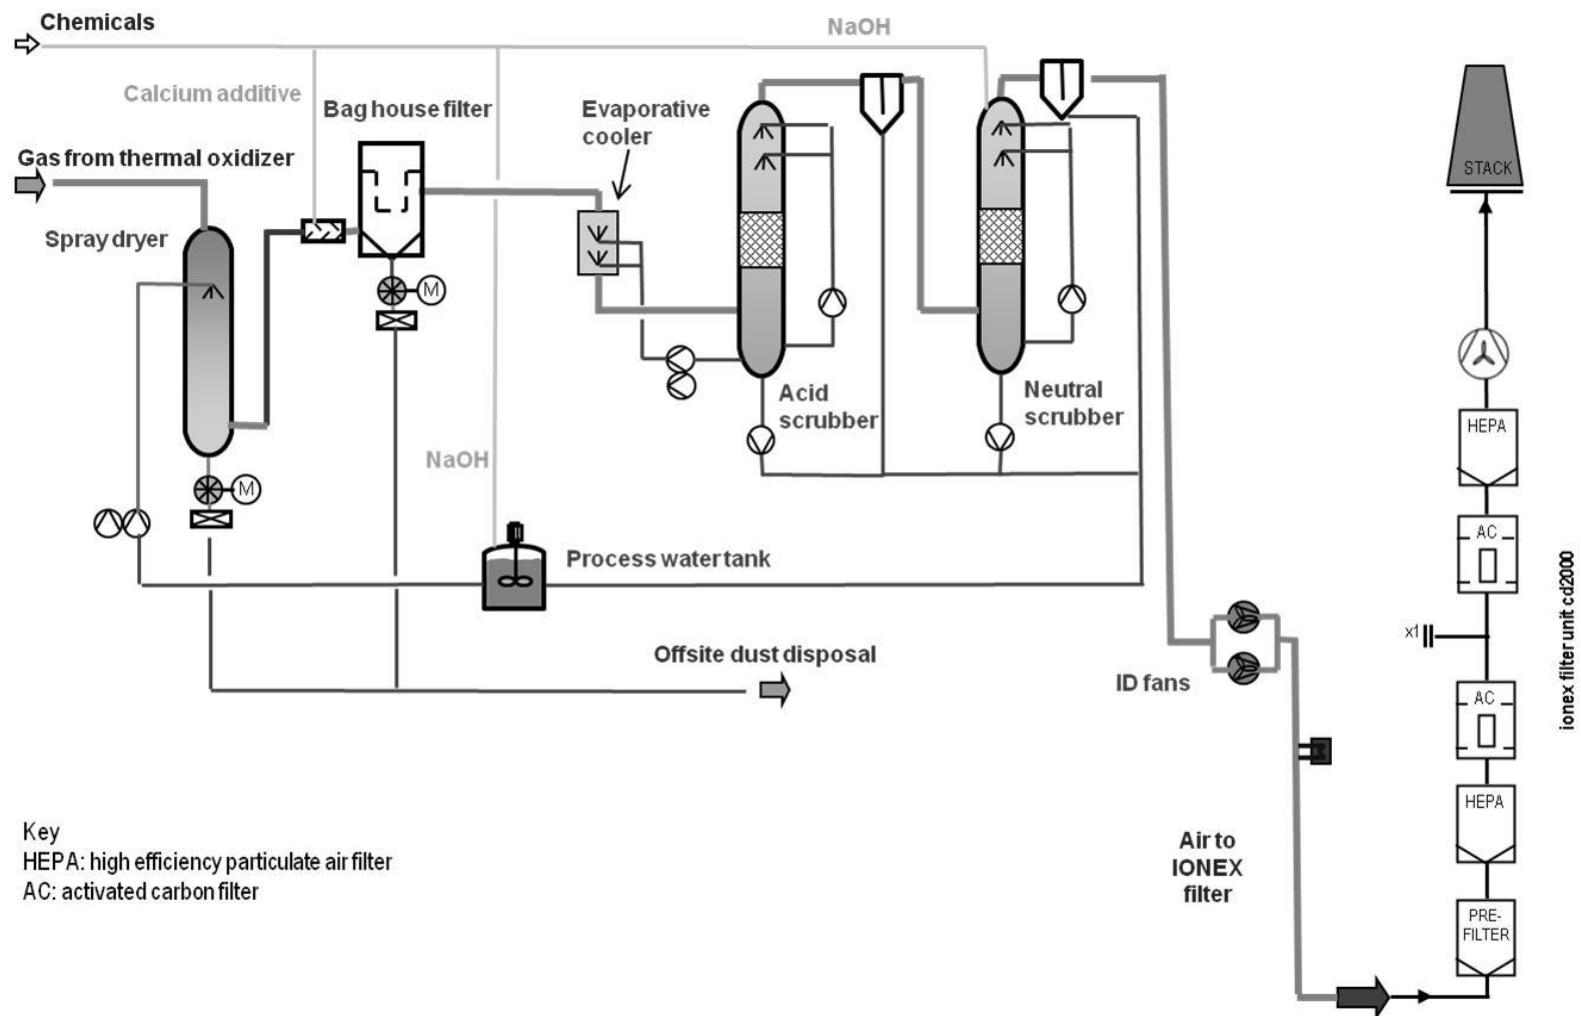 Chemicals
NaOH
Calcium additive
Bag house filter
Evaporative
cooler
Gas from thermal oxidizer
STACK
Spray dryer
M
HEPA
Acid
scrubber
Neutral
scrubber
NaOH
M
AC
Process water tank
ionex filter unit cd2000
x1
Offsite dust disposal
ID fans
AC
HEPA
Key
HEPA: high efficiency particulate air filter
AC: activated carbon filter
Air to
IONEX
filter
PRE-
FILTER